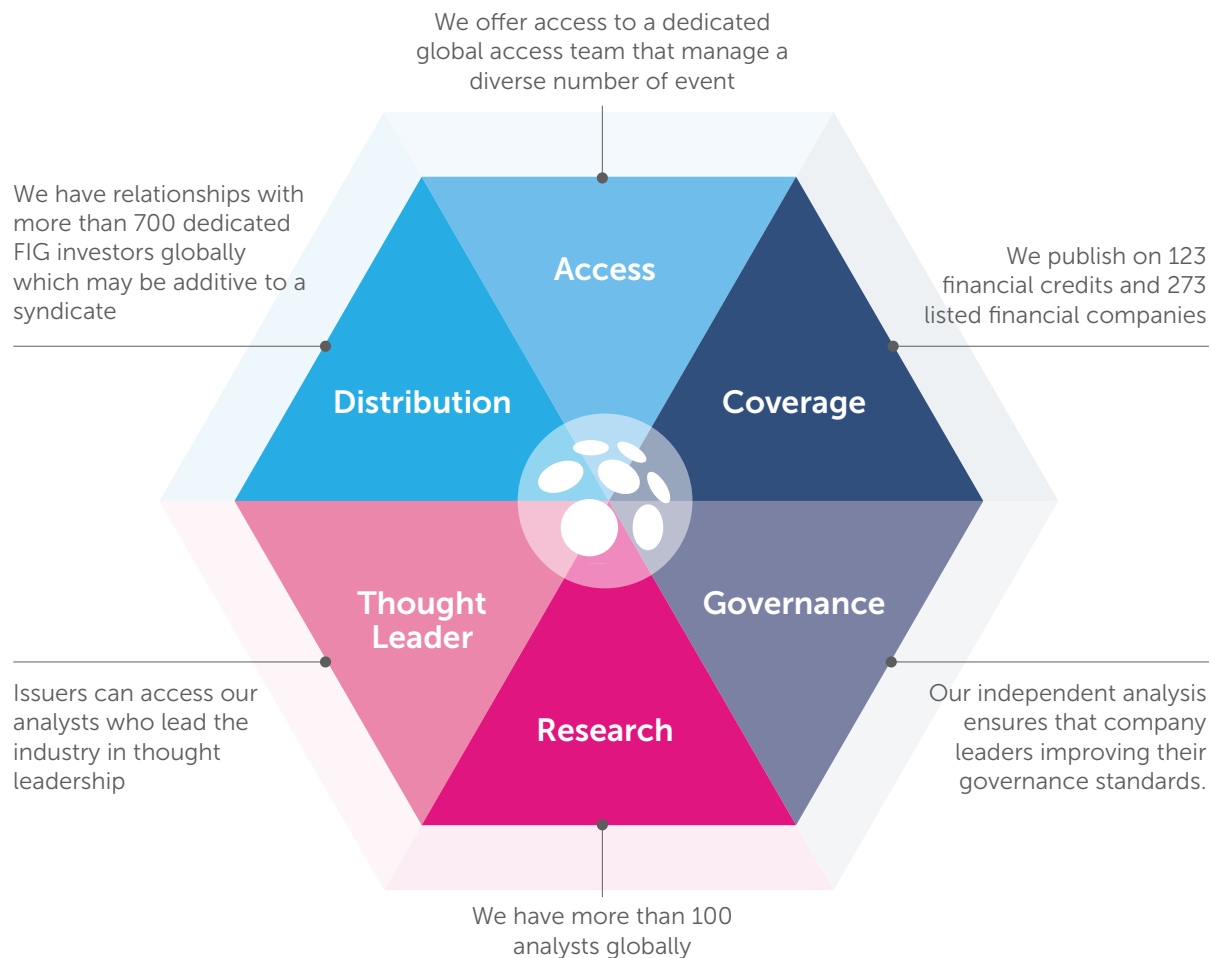 We offer access to a dedicated
global access team that manage a
diverse number of event
We have relationships with
more than 700 dedicated
FIG investors globally
which may be additive to a
syndicate
We publish on 123
financial credits and 273
listed financial companies
Access
Distribution
Coverage
Thought
Leader
Governance
Research
Issuers can access our
analysts who lead the
industry in thought
leadership
Our independent analysis
ensures that company
leaders improving their
governance standards.
We have more than 100
analysts globally